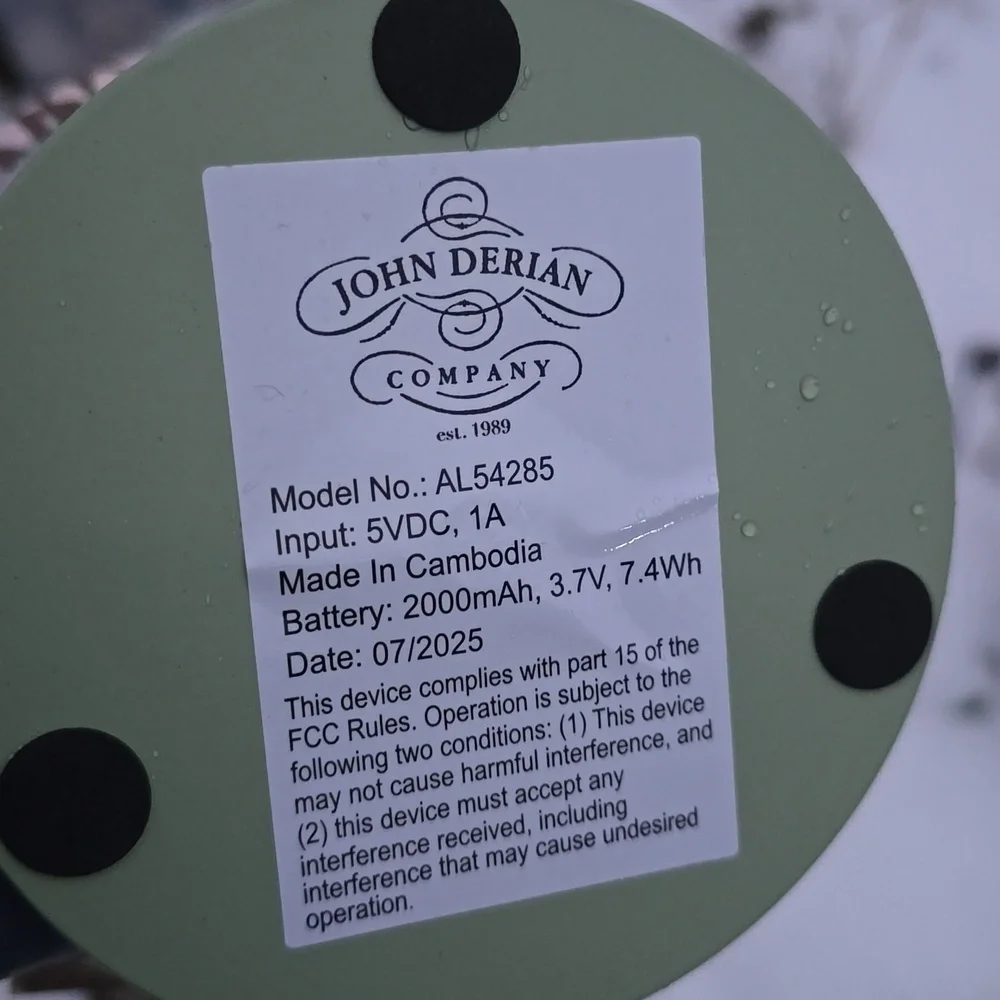 JOHN DERIAN
COMPANY
est. 1989
Model No.: AL54285
Input: 5VDC, 1A
Made In Cambodia
Battery: 2000mAh, 3.7V, 7.4Wh
Date: 07/2025
This device complies with part 15 of the
FCC Rules. Operation is subject to the
following two conditions: (1) This device
may not cause harmful interference, and
(2) this device must accept any
interference received, including
interference that may cause undesired
operation.